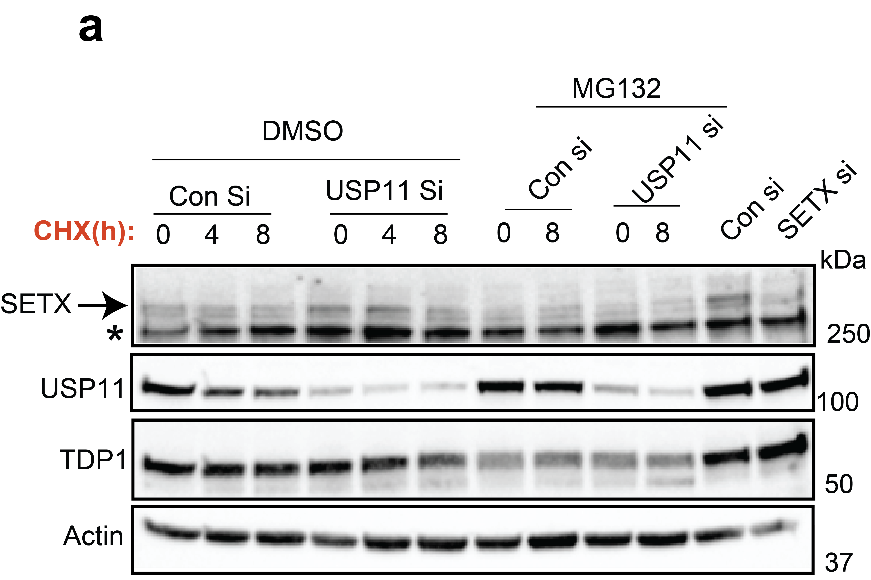 a
MG132
DMSO
Con Si
USP11 Si
Con si
USP11 si
Con si
SETX si
CHX(h): 0 4 8 0 4 8 0 8 0 8
kDa
SETX
*
250
USP11
100
TDP1
50
Actin
37